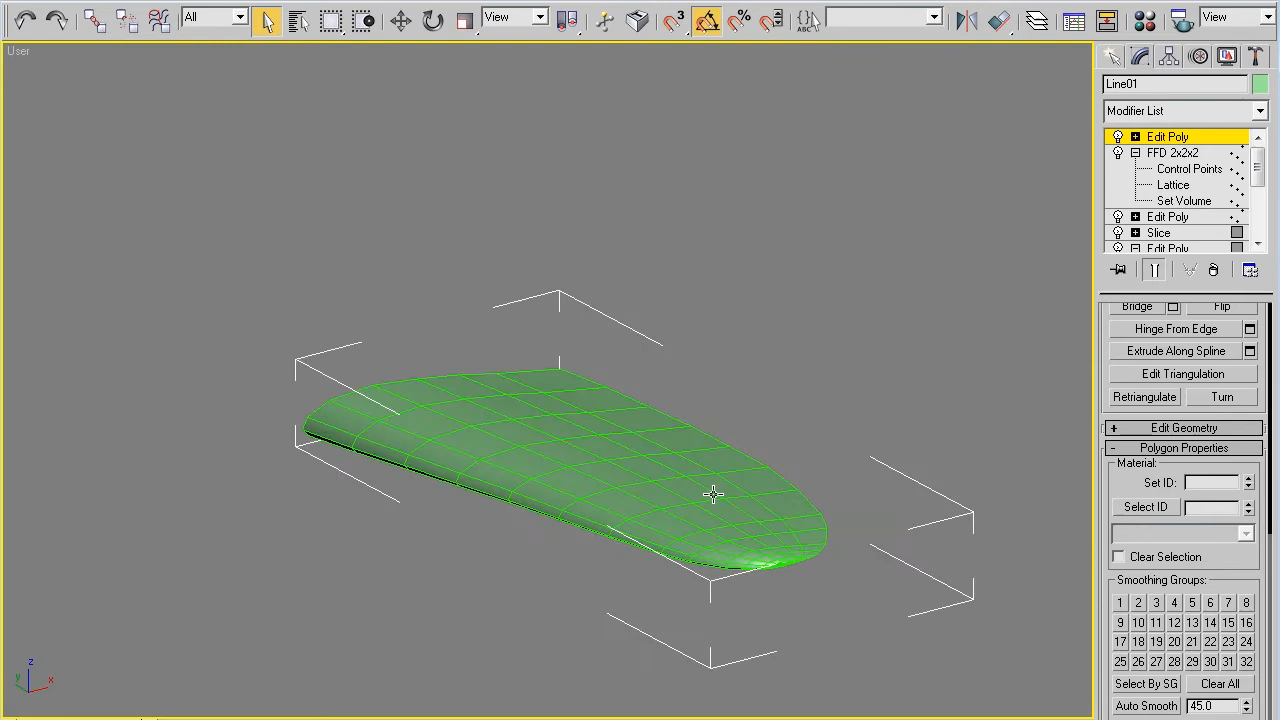 All
View
3
%
ABC
View
User
Line01
Modifier List
Edit Poly
FFD 2x2x2
Control Points
Lattice
Set Volume
Edit Poly
Slice
Edit Poly
Bridge Flip
Hinge From Edge
Extrude Along Spline
Edit Triangulation
Retriangulate Turn
+ Edit Geometry
- Polygon Properties
Material:
Set ID:
Select ID
Clear Selection
Smoothing Groups:
1 2 3 4 5 6 7 8
9 10 11 12 13 14 15 16
17 18 19 20 21 22 23 24
25 26 27 28 29 30 31 32
Select By SG Clear All
Auto Smooth 45.0
z
y x